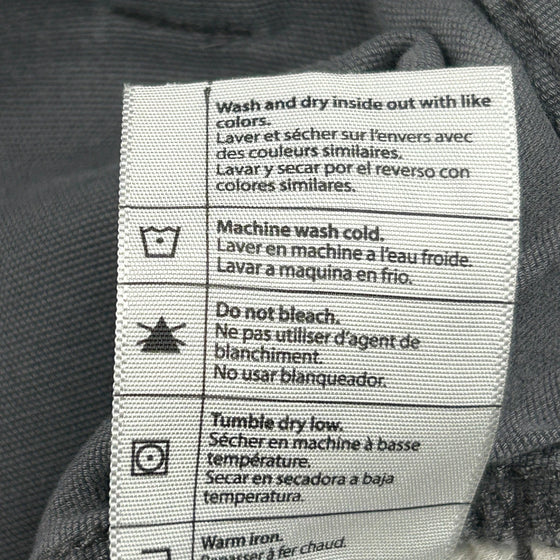 Wash and dry inside out with like
colors.
Laver et sécher sur l'envers avec
des couleurs similaires.
Lavar y secar por el reverso con
colores similares.
Machine wash cold.
Laver en machine a l'eau froide.
Lavar a maquina en frio.
Do not bleach.
Ne pas utiliser d'agent de
blanchiment.
No usar blanqueador.
Tumble dry low.
Sécher en machine à basse
température.
Secar en secadora a baja
temperatura.
Warm iron.
Repasser à fer chaud.